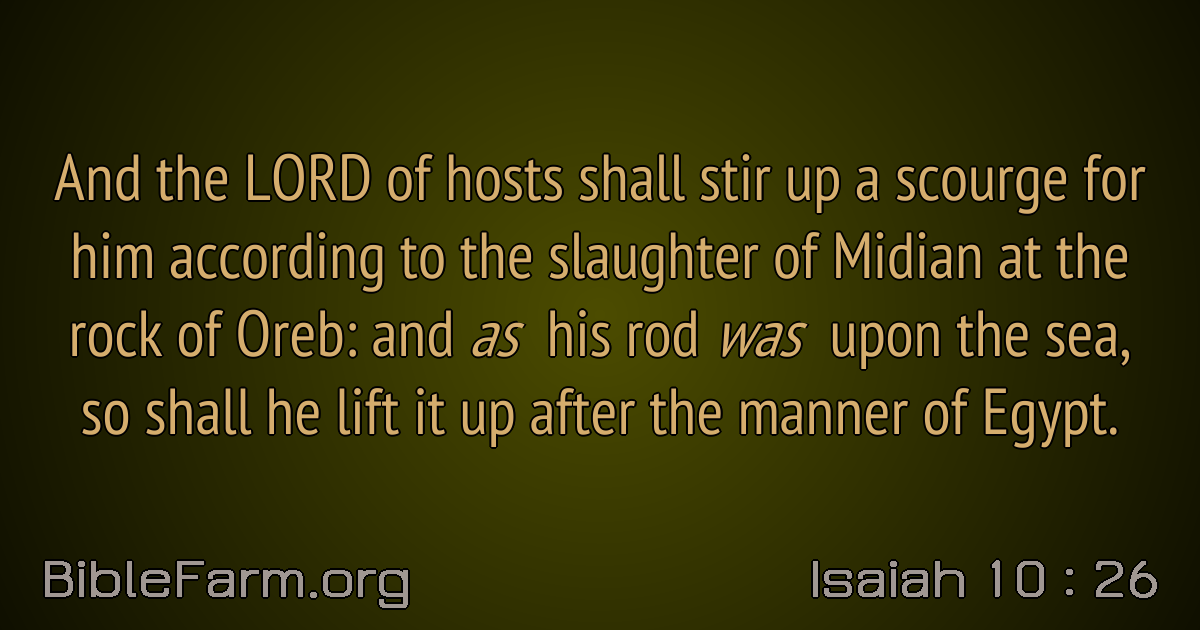 And the LORD of hosts shall stir up a scourge for
him according to the slaughter of Midian at the
rock of Oreb: and as his rod was upon the sea,
so shall he lift it up after the manner of Egypt.
BibleFarm.org
Isaiah 10 : 26